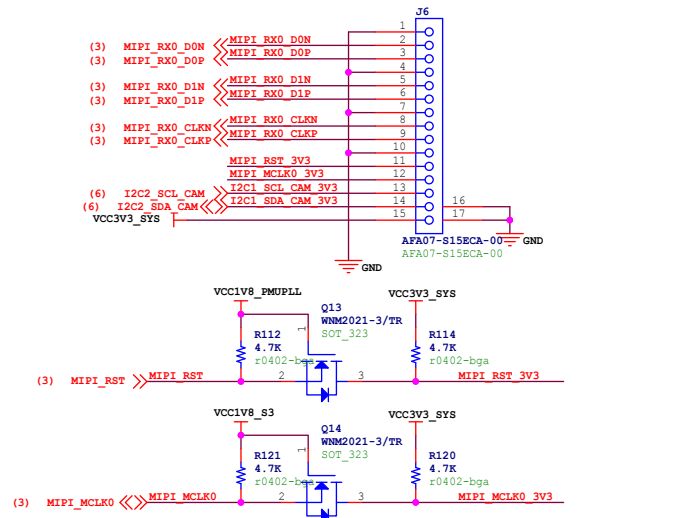 J6
1
MIPI_RX0_D0N
(3) MIPI_RX0_D0N
2
MIPI_RX0_D0P
(3) MIPI_RX0_D0P
3
4
MIPI_RX0_D1N
(3) MIPI_RX0_D1N
5
MIPI_RX0_D1P
(3) MIPI_RX0_D1P
6
7
MIPI_RX0_CLKN
(3) MIPI_RX0_CLKN
8
MIPI_RX0_CLKP
(3) MIPI_RX0_CLKP
9
10
MIPI_RST_3V3
11
MIPI_MCLK0_3V3
12
(6) I2C2_SCL_CAM
I2C1_SCL_CAM_3V3
13
(6) I2C2_SDA_CAM
I2C1_SDA_CAM_3V3
14
16
VCC3V3_SYS
15
17
AFA07-S15ECA-00
GND
AFA07-S15ECA-00
GND
VCC1V8_PMUPLL
VCC3V3_SYS
Q13
WNM2021-3/TR
SOT_323
1
R112
4.7K
r0402-bga
R114
4.7K
r0402-bga
(3) MIPI_RST
MIPI_RST
2
3
MIPI_RST_3V3
VCC1V8_S3
VCC3V3_SYS
Q14
WNM2021-3/TR
SOT_323
1
R121
4.7K
r0402-bga
R120
4.7K
r0402-bga
(3) MIPI_MCLK0
MIPI_MCLK0
2
3
MIPI_MCLK0_3V3